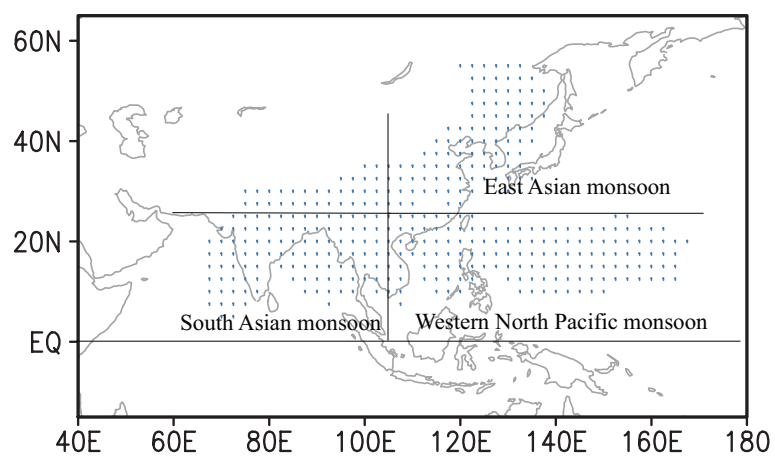 60N
40N
East Asian monsoon
20N
South Asian monsoon
Western North Pacific monsoon
EQ
40E
60E
80E
100E
120E
140E
160E
180